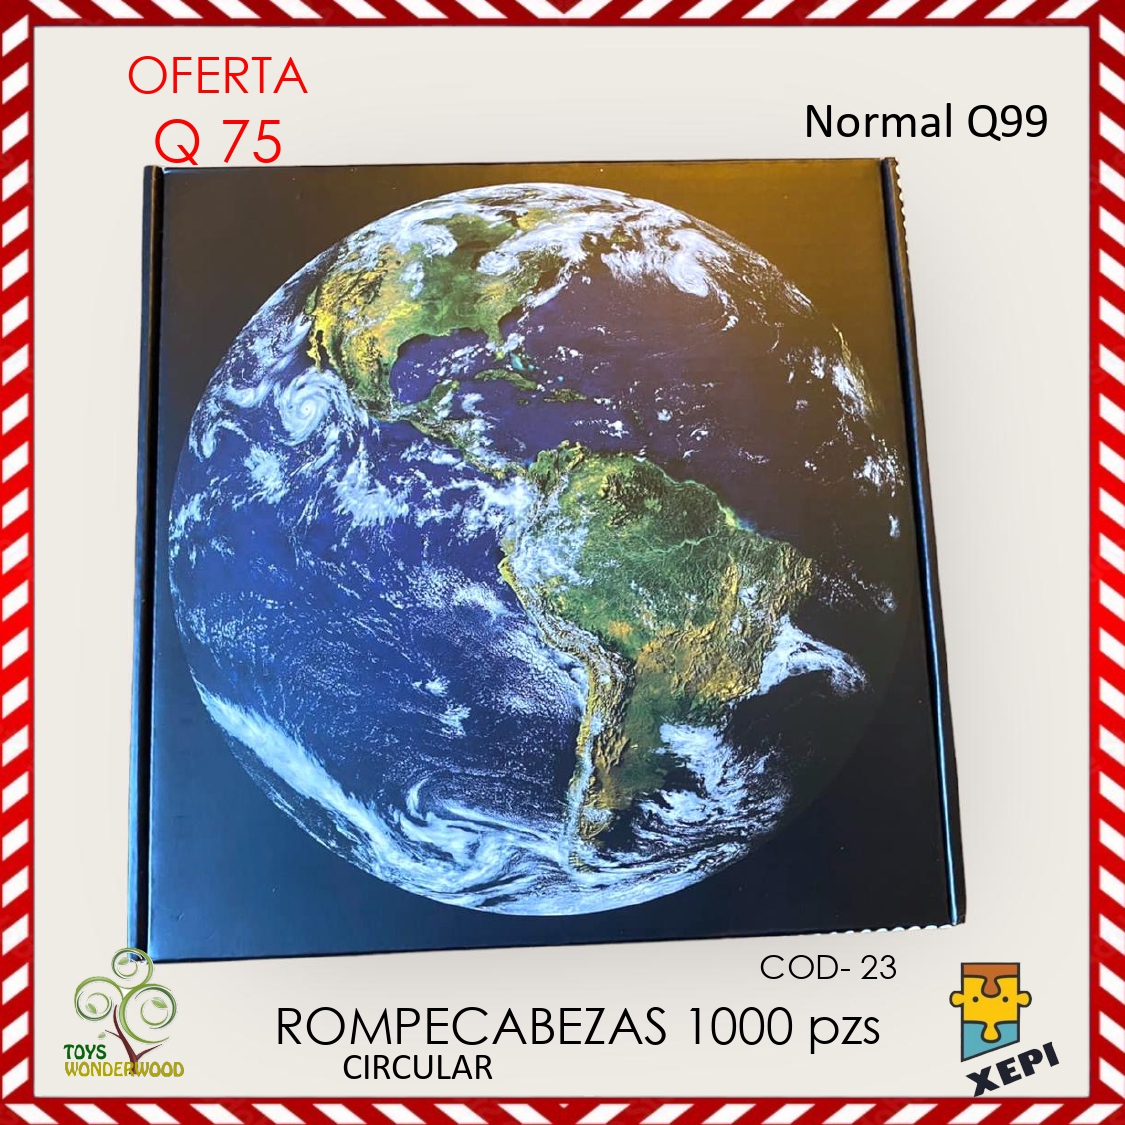 OFERTA
Q 75
Normal Q99
COD- 23
ROMPECABEZAS 1000 pzs
CIRCULAR
TOYS
WONDERWOOD
XEPI